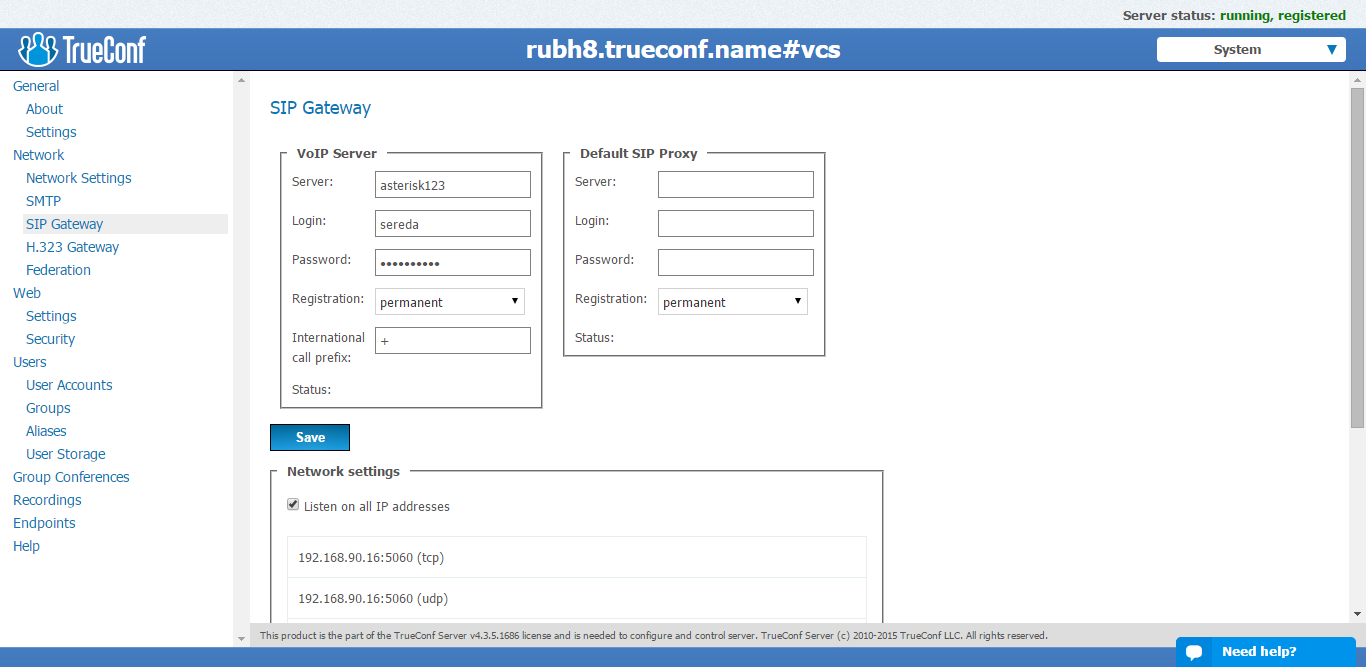 Server status: running, registered
TrueConf
rubh8.trueconf.name#vcs
System
General
About
Settings
Network
Network Settings
SMTP
SIP Gateway
H.323 Gateway
Federation
Web
Settings
Security
Users
User Accounts
Groups
Aliases
User Storage
Group Conferences
Recordings
Endpoints
Help
SIP Gateway
VoIP Server
Server: asterisk123
Login: sereda
Password: ••••••••••
Registration: permanent
International
call prefix: +
Status:
Default SIP Proxy
Server:
Login:
Password:
Registration: permanent
Status:
Save
Network settings
Listen on all IP addresses
192.168.90.16:5060 (tcp)
192.168.90.16:5060 (udp)
This product is the part of the TrueConf Server v4.3.5.1686 license and is needed to configure and control server. TrueConf Server (c) 2010-2015 TrueConf LLC. All rights reserved.
Need help?